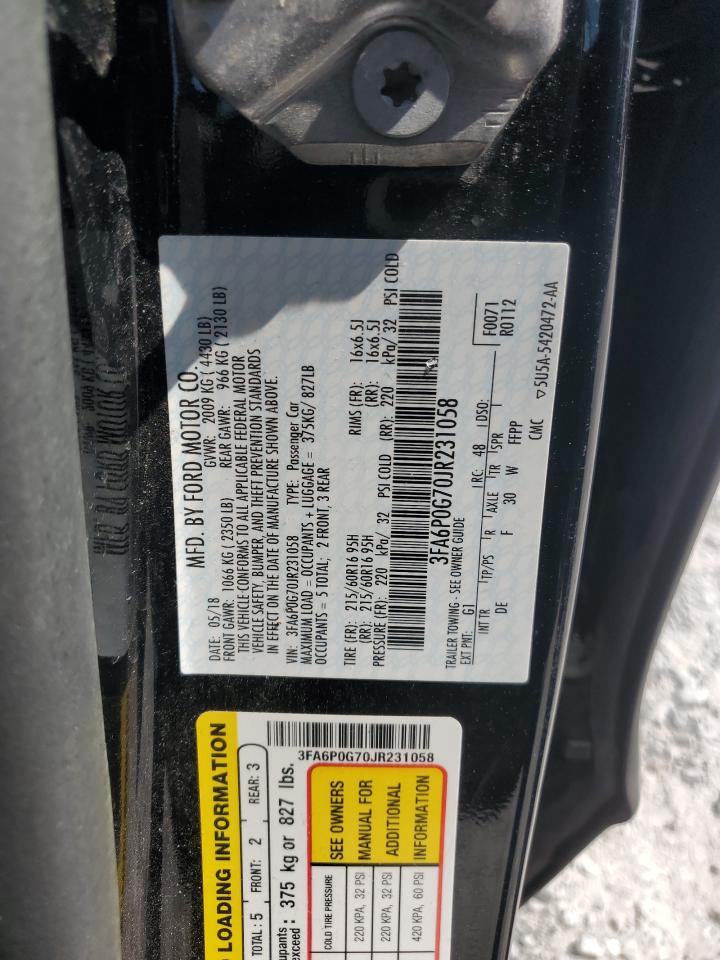 MFD. BY FORD MOTOR CO.
DATE: 05/18 GVWR: 2009 KG ( 4430 LB)
FRONT GAWR: 1066 KG ( 2350 LB) REAR GAWR: 966 KG ( 2130 LB)
THIS VEHICLE CONFORMS TO ALL APPLICABLE FEDERAL MOTOR
VEHICLE SAFETY, BUMPER, AND THEFT PREVENTION STANDARDS
IN EFFECT ON THE DATE OF MANUFACTURE SHOWN ABOVE.
VIN: 3FA6P0G70JR231058 TYPE: Passenger Car
MAXIMUM LOAD = OCCUPANTS + LUGGAGE = 375KG/ 827LB
OCCUPANTS = 5 TOTAL; 2 FRONT, 3 REAR
TIRE (FR): 215/60R16 95H RIMS (FR): 16x6.5J
(RR): 215/60R16 95H (RR): 16x6.5J
PRESSURE (FR): 220 kPa/ 32 PSI COLD (RR): 220 kPa/ 32 PSI COLD
3FA6P0G70JR231058
TRAILER TOWING - SEE OWNER GUIDE
EXT PNT: G1 RC: 48 DSO: F0071
R0112
INT TR TP/PS R AXLE TR SPR
DE F 30 W FFPP
CMC
▽5U5A-5420472-AA
LOADING INFORMATION
TOTAL: 5 FRONT: 2 REAR: 3
375 kg or 827 lbs.
3FA6P0G70JR231058
COLD TIRE PRESSURE
220 KPA, 32 PSI
220 KPA, 32 PSI
420 KPA, 60 PSI
SEE OWNERS
MANUAL FOR
ADDITIONAL
INFORMATION